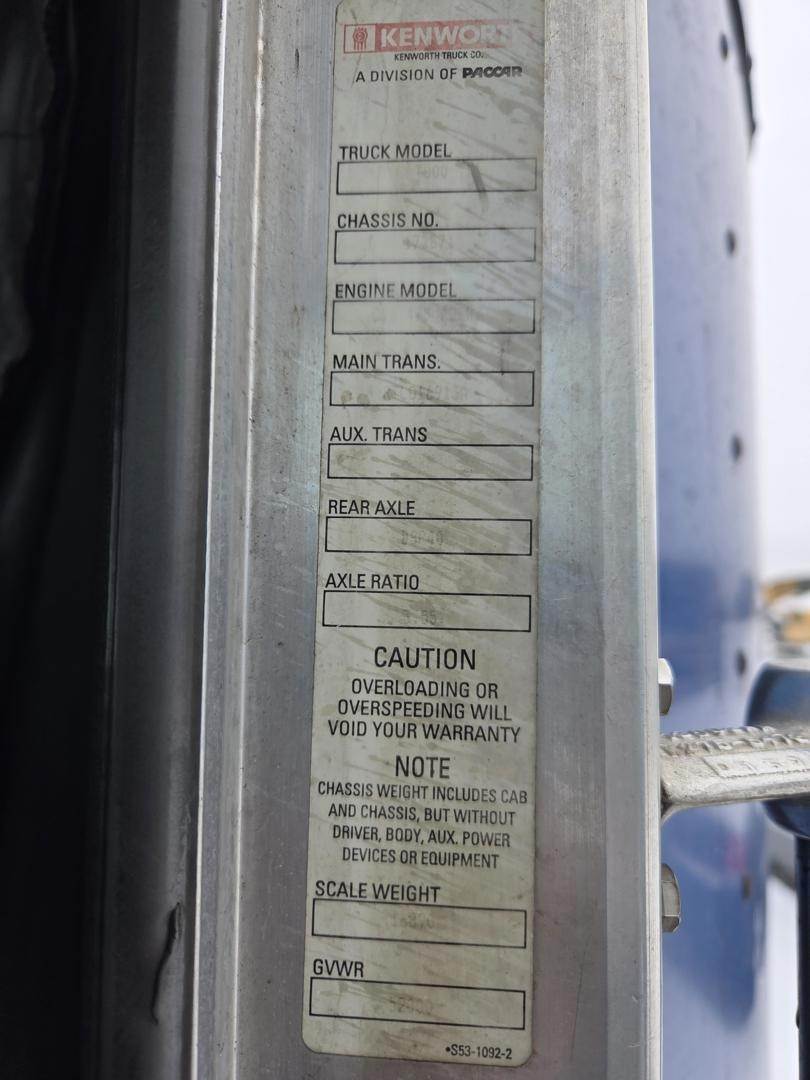 KENWORT
KENWORTH TRUCK CO.
A DIVISION OF PACCAR
TRUCK MODEL
CHASSIS NO.
ENGINE MODEL
MAIN TRANS.
AUX. TRANS
REAR AXLE
AXLE RATIO
CAUTION
OVERLOADING OR
OVERSPEEDING WILL
VOID YOUR WARRANTY
NOTE
CHASSIS WEIGHT INCLUDES CAB
AND CHASSIS, BUT WITHOUT
DRIVER, BODY, AUX. POWER
DEVICES OR EQUIPMENT
SCALE WEIGHT
GVWR
•S53-1092-2